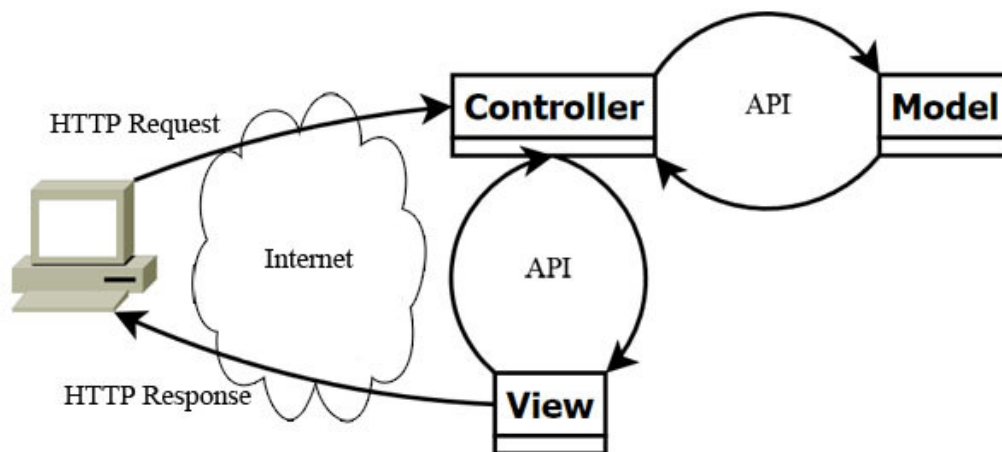 HTTP Request
Controller
API
Model
Internet
API
HTTP Response
View